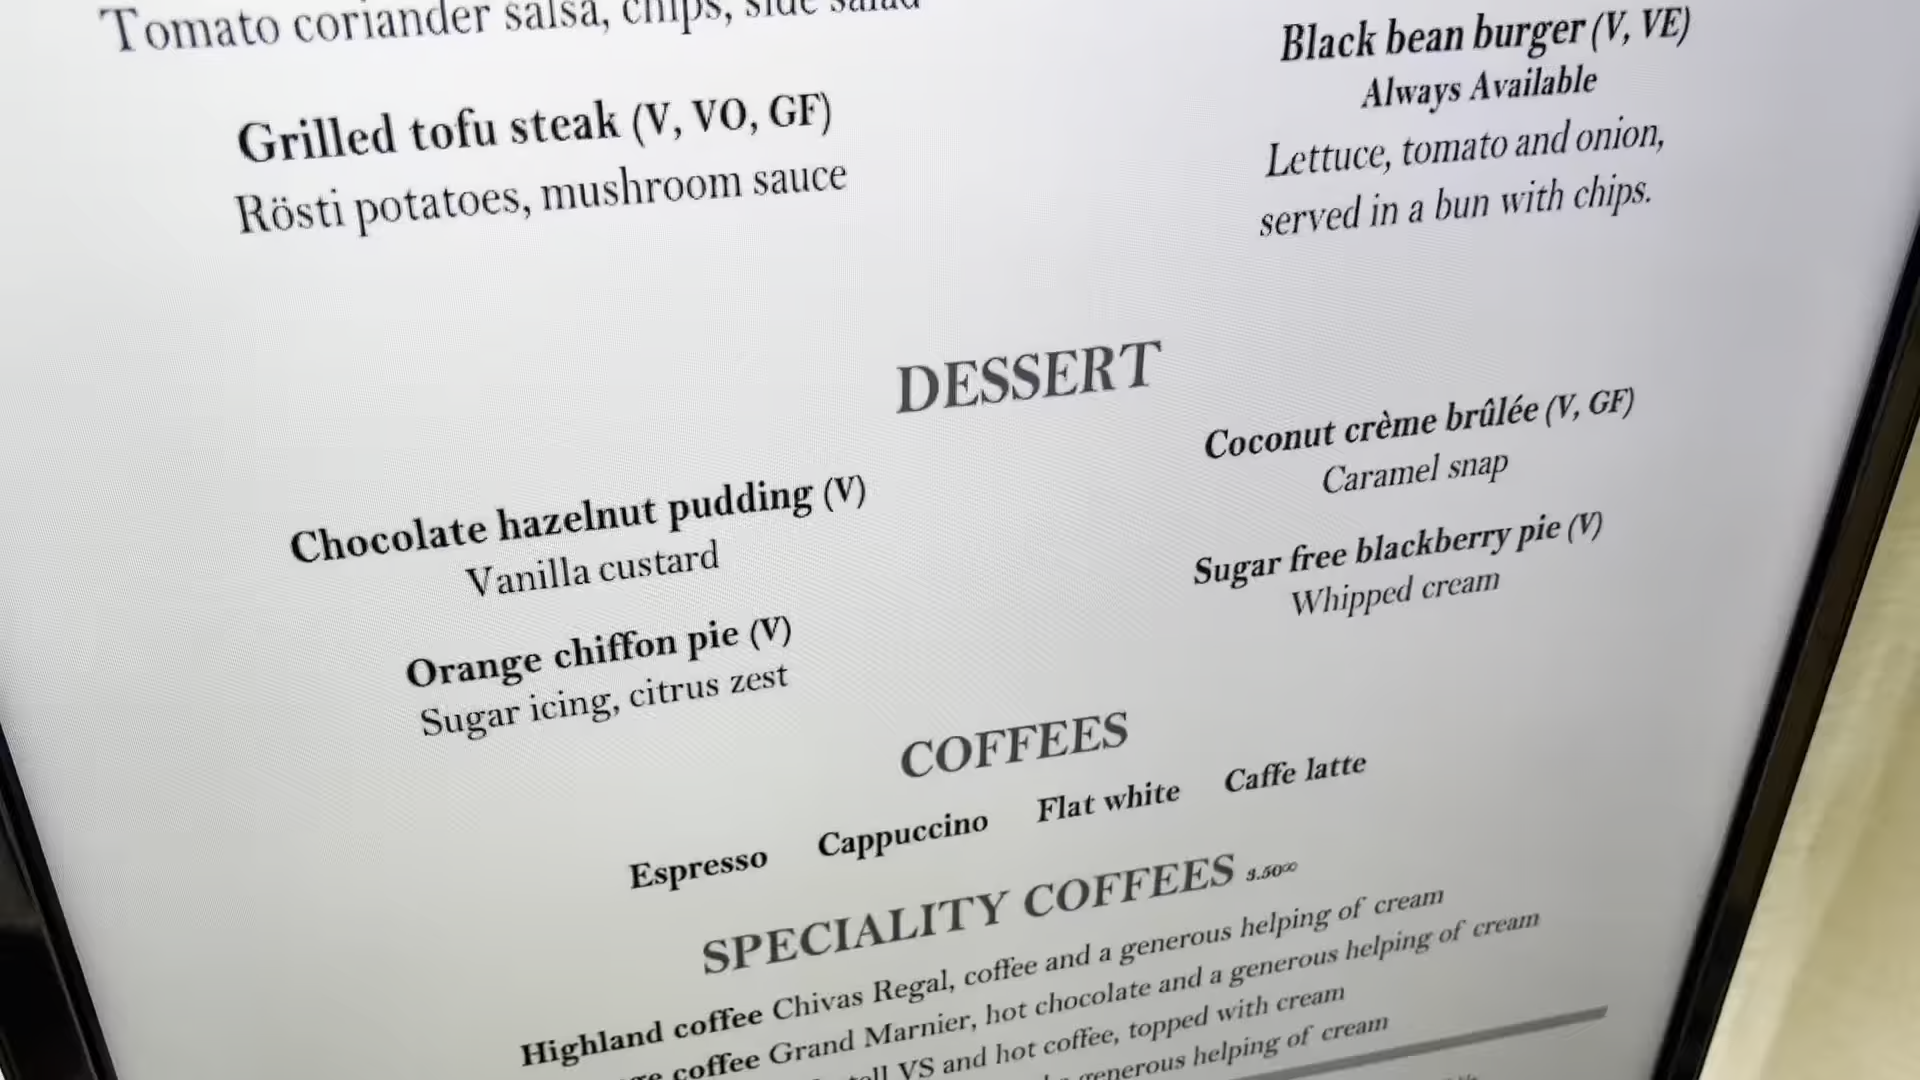 Tomato coriander salsa, chips, side salad
Grilled tofu steak (V, VO, GF)
Rösti potatoes, mushroom sauce
Black bean burger (V, VE)
Always Available
Lettuce, tomato and onion,
served in a bun with chips.
DESSERT
Chocolate hazelnut pudding (V)
Vanilla custard
Orange chiffon pie (V)
Sugar icing, citrus zest
Coconut crème brûlée (V, GF)
Caramel snap
Sugar free blackberry pie (V)
Whipped cream
COFFEES
Espresso Cappuccino Flat white Caffe latte
SPECIALITY COFFEES 3.50
Highland coffee Chivas Regal, coffee and a generous helping of cream
coffee Grand Marnier, hot chocolate and a generous helping of cream
VS and hot coffee, topped with cream
generous helping of cream